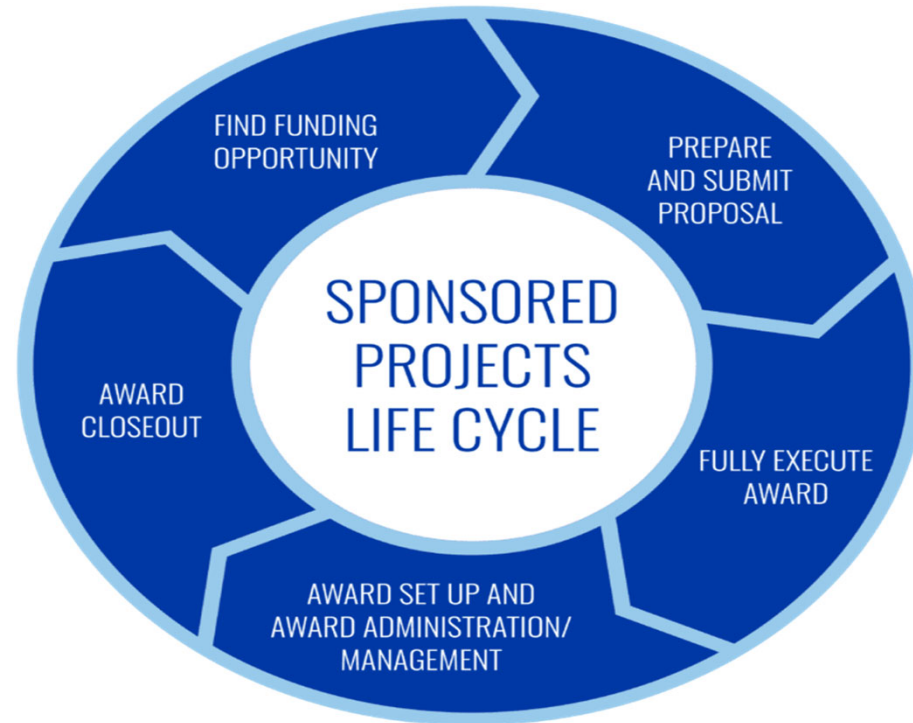 FIND FUNDING
OPPORTUNITY
PREPARE
AND SUBMIT
PROPOSAL
SPONSORED
PROJECTS
LIFE CYCLE
AWARD
CLOSEOUT
FULLY EXECUTE
AWARD
AWARD SET UP AND
AWARD ADMINISTRATION/
MANAGEMENT